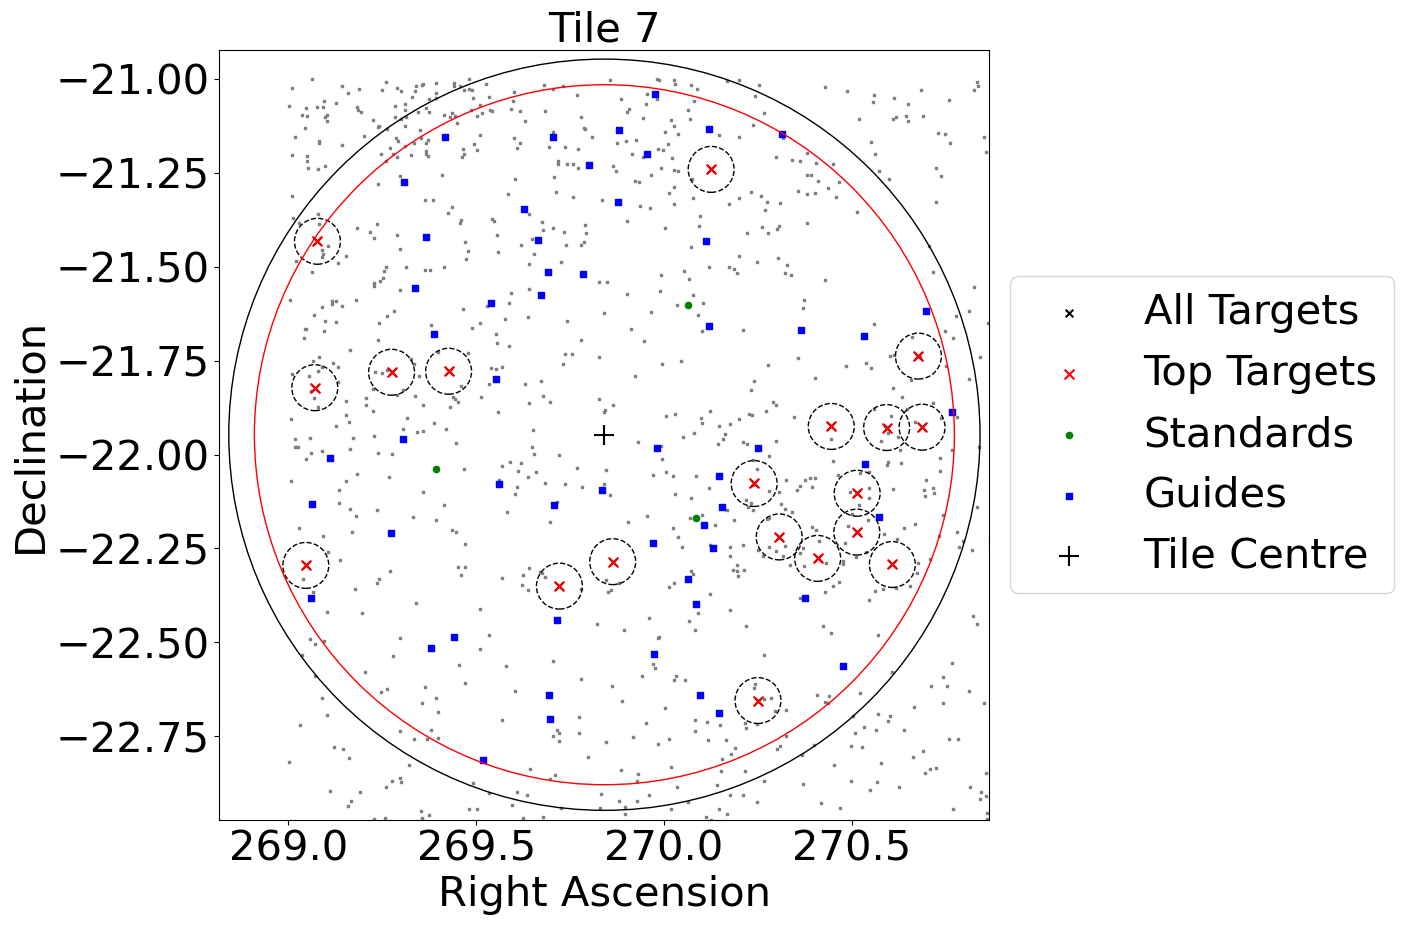 Tile 7
−21.00
−21.25
−21.50
−21.75
−22.00
−22.25
−22.50
−22.75
Declination
269.0 269.5 270.0 270.5
Right Ascension
All Targets
Top Targets
Standards
Guides
Tile Centre